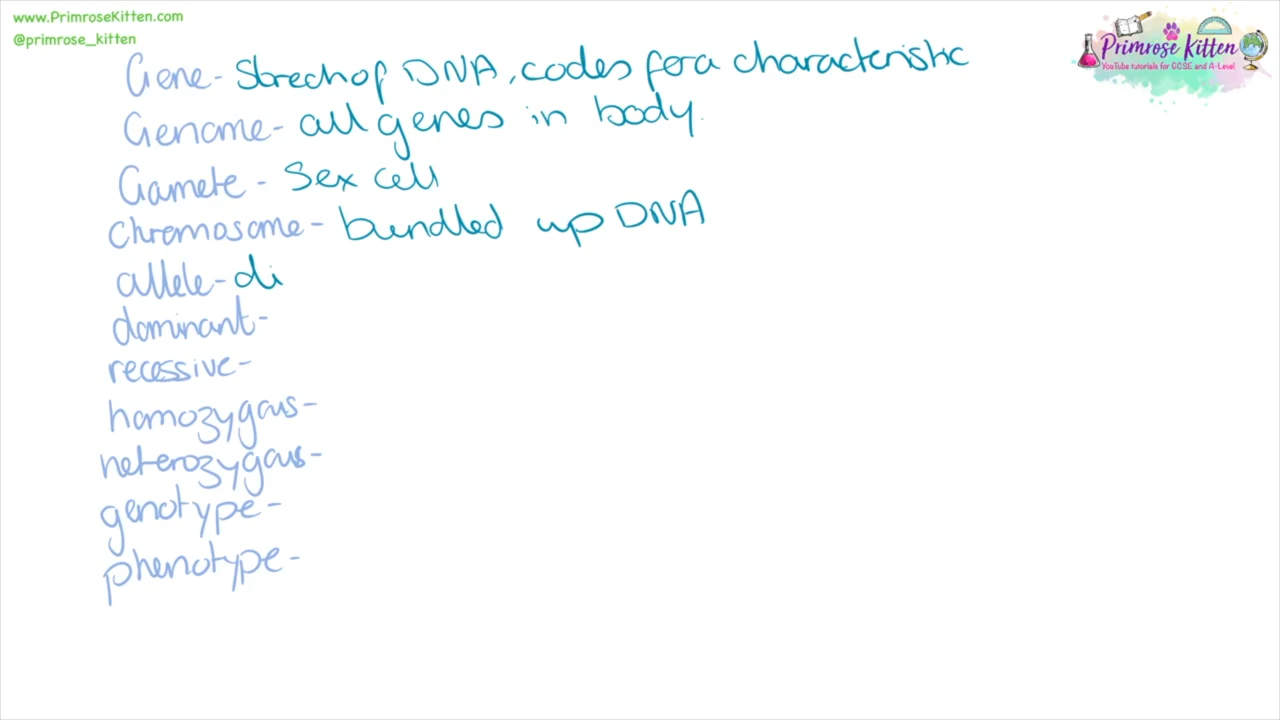 www.PrimroseKitten.com
@primrose_kitten
Primrose Kitten
YouTube tutorials for GCSE and A-Level
Gene - Strech of DNA, codes for a characteristic
Genome - all genes in body.
Gamete - Sex cell
chromosome - bundled up DNA
allele - di
dominant -
recessive -
homozygous -
heterozygous -
genotype -
phenotype -